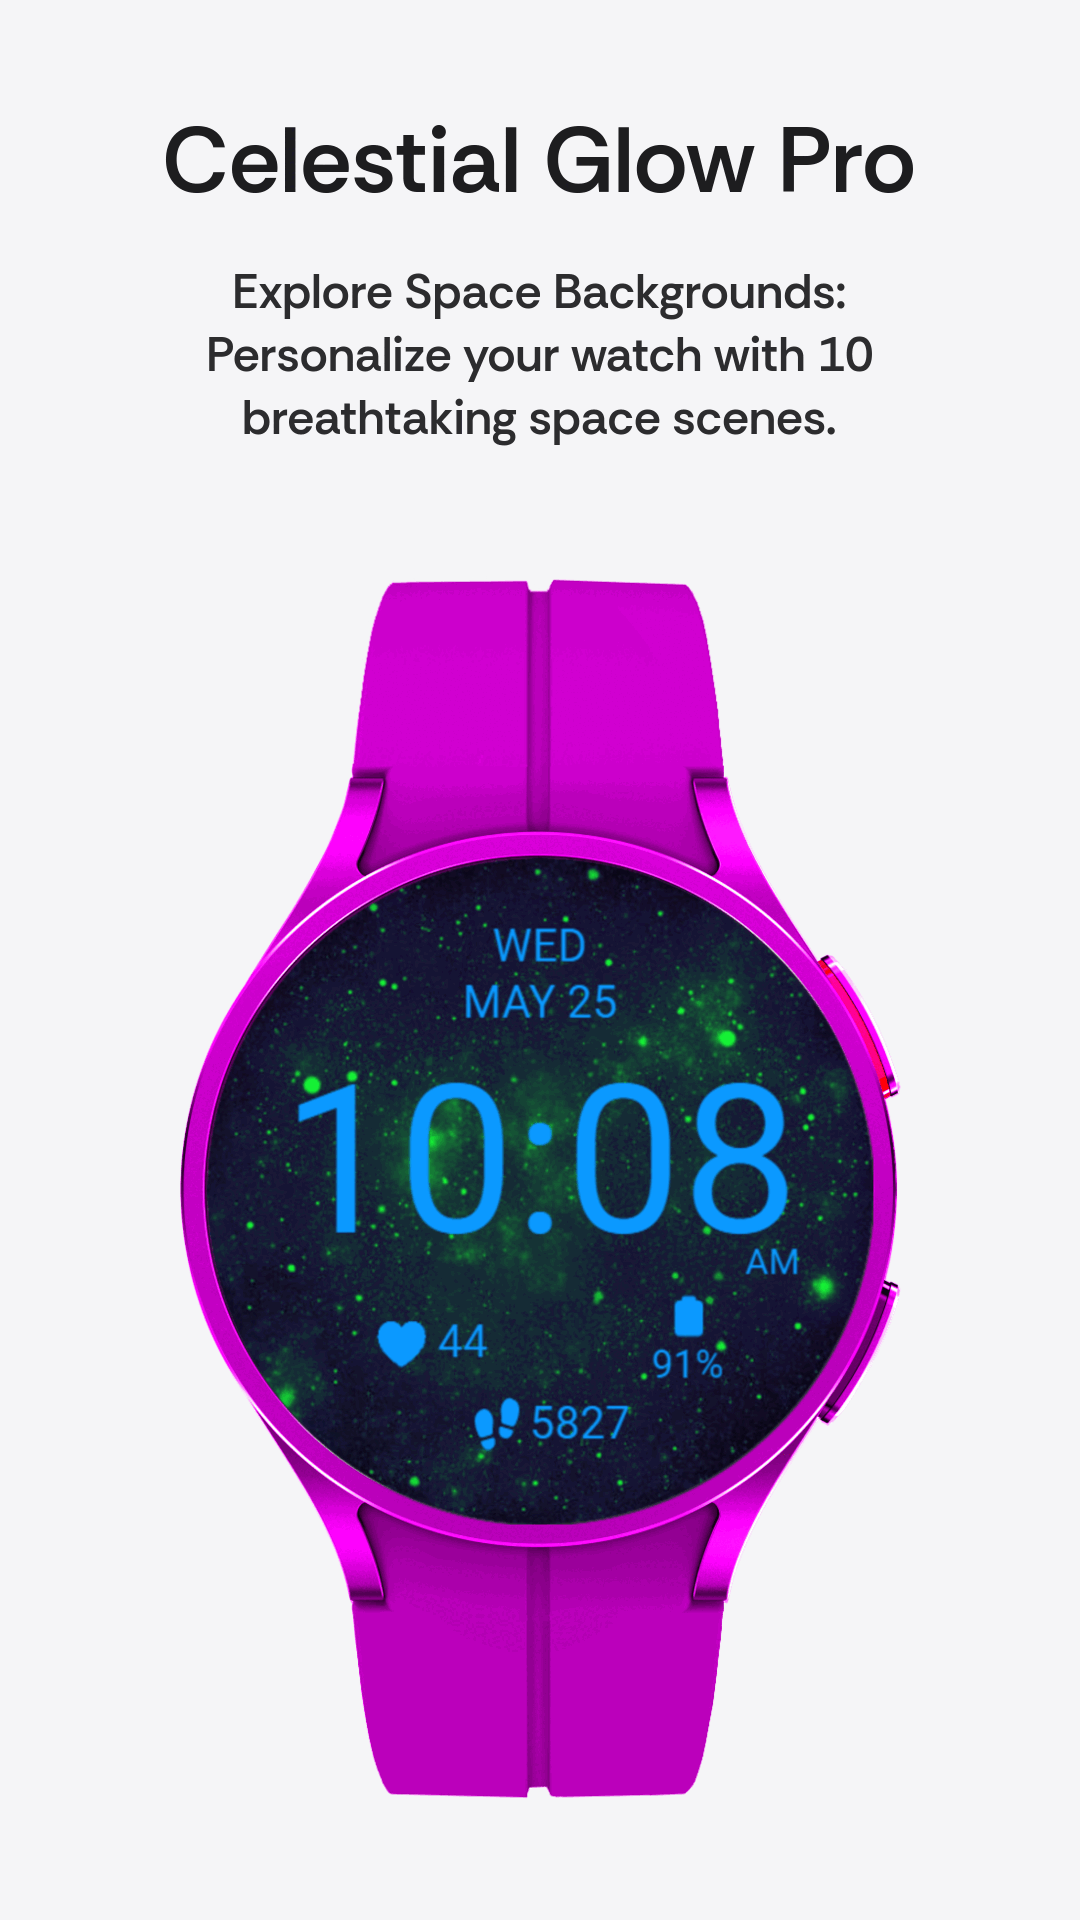 Celestial Glow Pro
Explore Space Backgrounds:
Personalize your watch with 10
breathtaking space scenes.
WED
MAY 25
10:08
AM
44
91%
5827